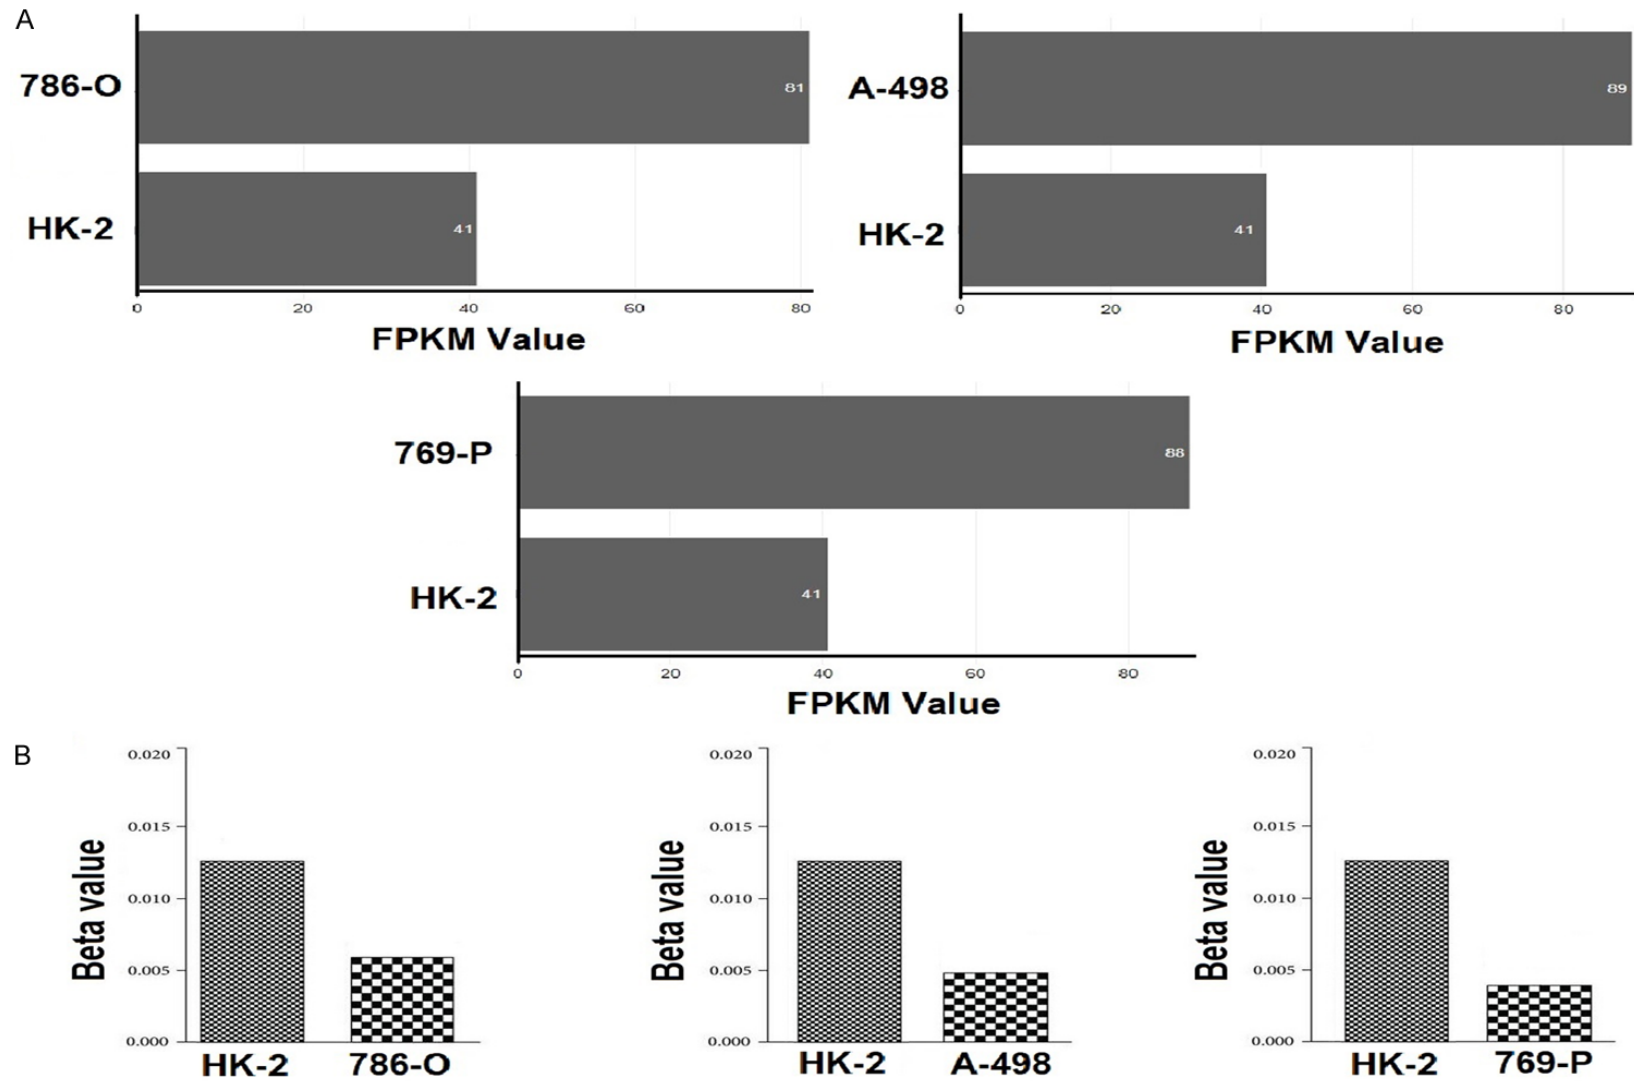 A
786-O
81
HK-2
41
0 20 40 60 80
FPKM Value
A-498
89
HK-2
41
0 20 40 60 80
FPKM Value
769-P
88
HK-2
41
0 20 40 60 80
FPKM Value
B
Beta value
0.020
0.015
0.010
0.005
0.000
HK-2 786-O
Beta value
0.020
0.015
0.010
0.005
0.000
HK-2 A-498
Beta value
0.020
0.015
0.010
0.005
0.000
HK-2 769-P